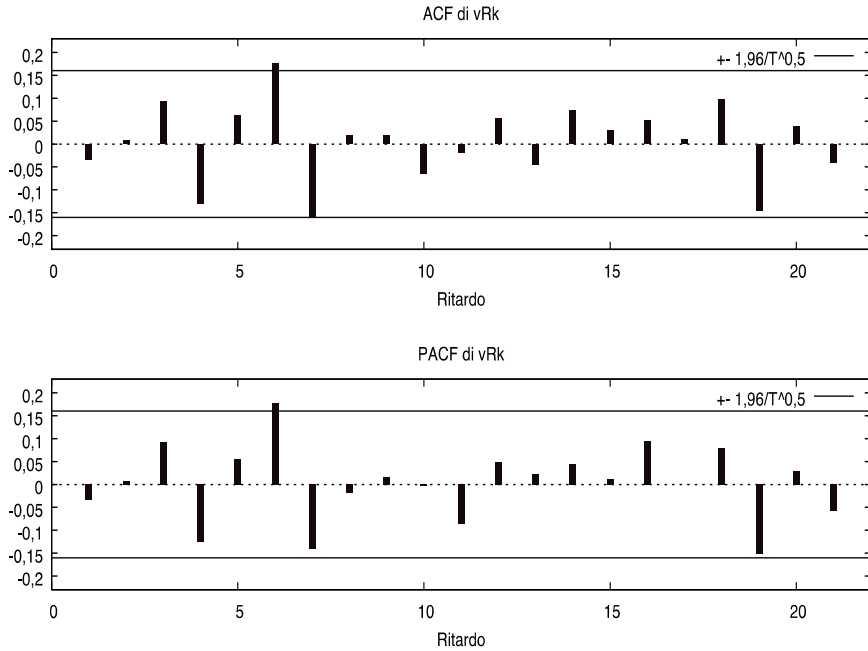 ACF di vRk
+- 1,96/T^0,5
0,2
0,15
0,1
0,05
0
-0,05
-0,1
-0,15
-0,2
0 5 10 15 20
Ritardo
PACF di vRk
+- 1,96/T^0,5
0,2
0,15
0,1
0,05
0
-0,05
-0,1
-0,15
-0,2
0 5 10 15 20
Ritardo